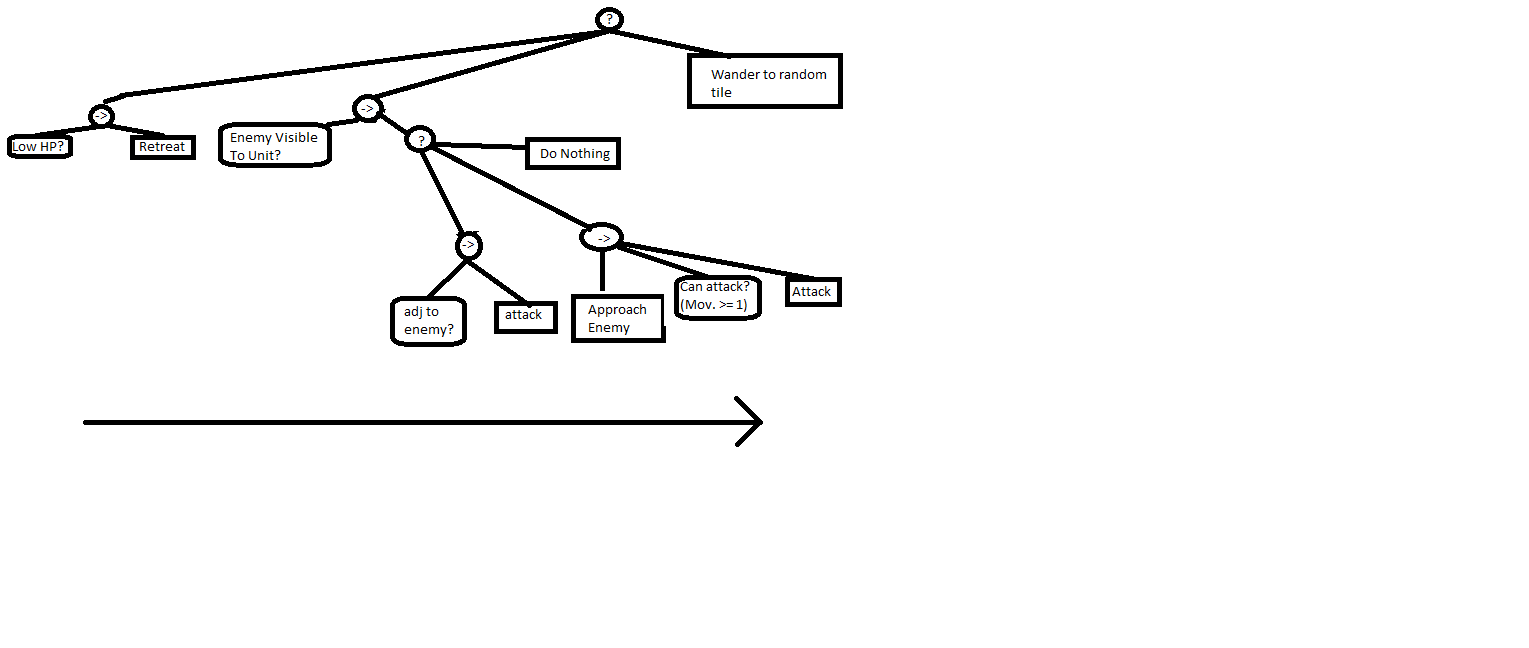 ?
Wander to random
tile
->
Low HP?
Retreat
->
Enemy Visible
To Unit?
?
Do Nothing
->
adj to
enemy?
attack
->
Approach
Enemy
Can attack?
(Mov. >= 1)
Attack